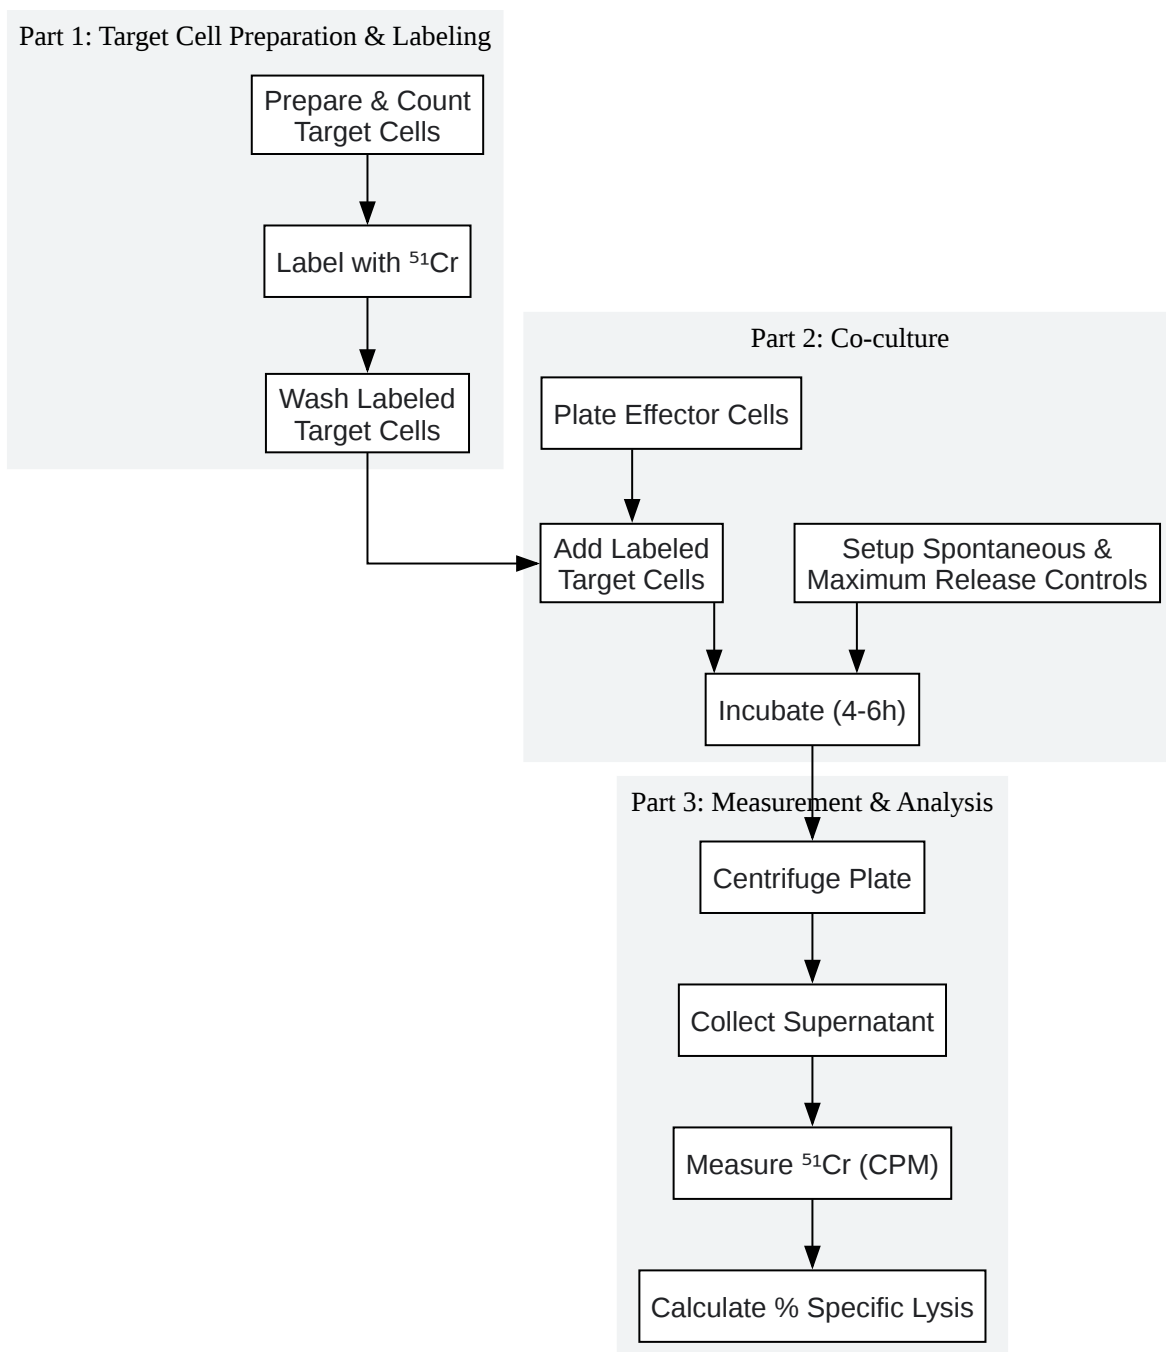 Part 1: Target Cell Preparation & Labeling
Prepare & Count
Target Cells
Label with ⁵¹Cr
Wash Labeled
Target Cells
Part 2: Co-culture
Plate Effector Cells
Add Labeled
Target Cells
Setup Spontaneous &
Maximum Release Controls
Incubate (4-6h)
Part 3: Measurement & Analysis
Centrifuge Plate
Collect Supernatant
Measure ⁵¹Cr (CPM)
Calculate % Specific Lysis